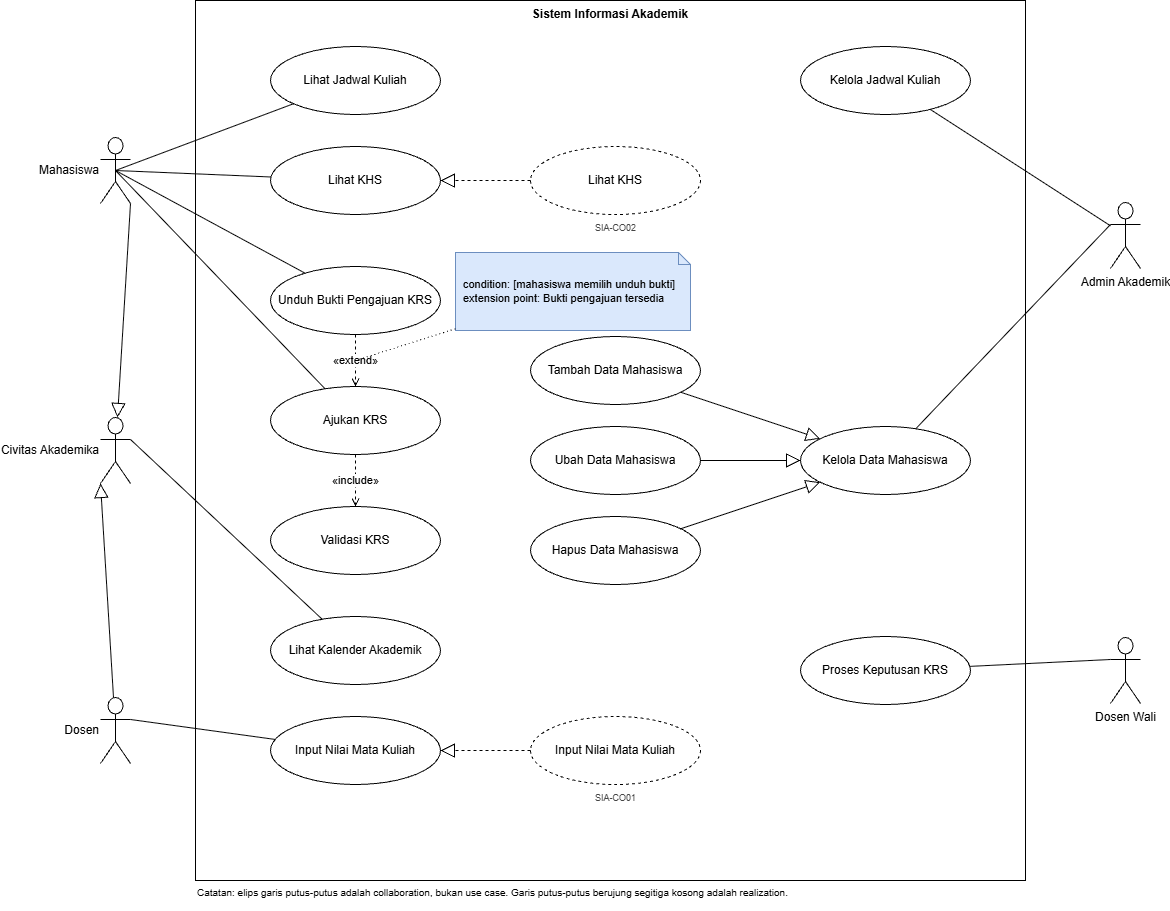 Sistem Informasi Akademik
Lihat Jadwal Kuliah
Kelola Jadwal Kuliah
Mahasiswa
Lihat KHS
Lihat KHS
SIA-CO02
Admin Akademik
Unduh Bukti Pengajuan KRS
condition: [mahasiswa memilih unduh bukti]
extension point: Bukti pengajuan tersedia
«extend»
Tambah Data Mahasiswa
Ajukan KRS
Civitas Akademika
Ubah Data Mahasiswa
Kelola Data Mahasiswa
«include»
Validasi KRS
Hapus Data Mahasiswa
Lihat Kalender Akademik
Proses Keputusan KRS
Dosen Wali
Dosen
Input Nilai Mata Kuliah
Input Nilai Mata Kuliah
SIA-CO01
Catatan: elips garis putus-putus adalah collaboration, bukan use case. Garis putus-putus berujung segitiga kosong adalah realization.